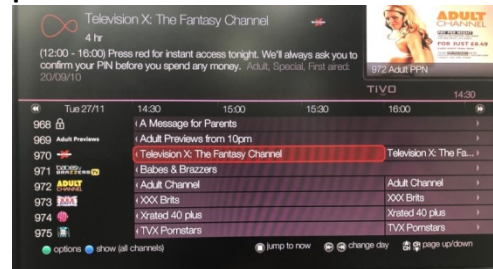 Television X: The Fantasy Channel
4 hr
(12:00 - 16:00) Press red for instant access tonight. We'll always ask you to
confirm your PIN before you spend any money. Adult, Special, First aired:
20/09/10
ADULT
CHANNEL
FOR JUST £8.49
972 Adult PPN
TIVO
14:30
Tue 27/11 14:30 15:00 15:30 16:00
968 A Message for Parents
969 Adult Previews Adult Previews from 10pm
970 Television X: The Fantasy Channel Television X: The Fa...
971 Babes & Brazzers
972 ADULT CHANNEL Adult Channel Adult Channel
973 XXX Brits XXX Brits
974 Xrated 40 plus Xrated 40 plus
975 TVX Pornstars TVX Pornstars
options show (all channels) jump to now change day page up/down